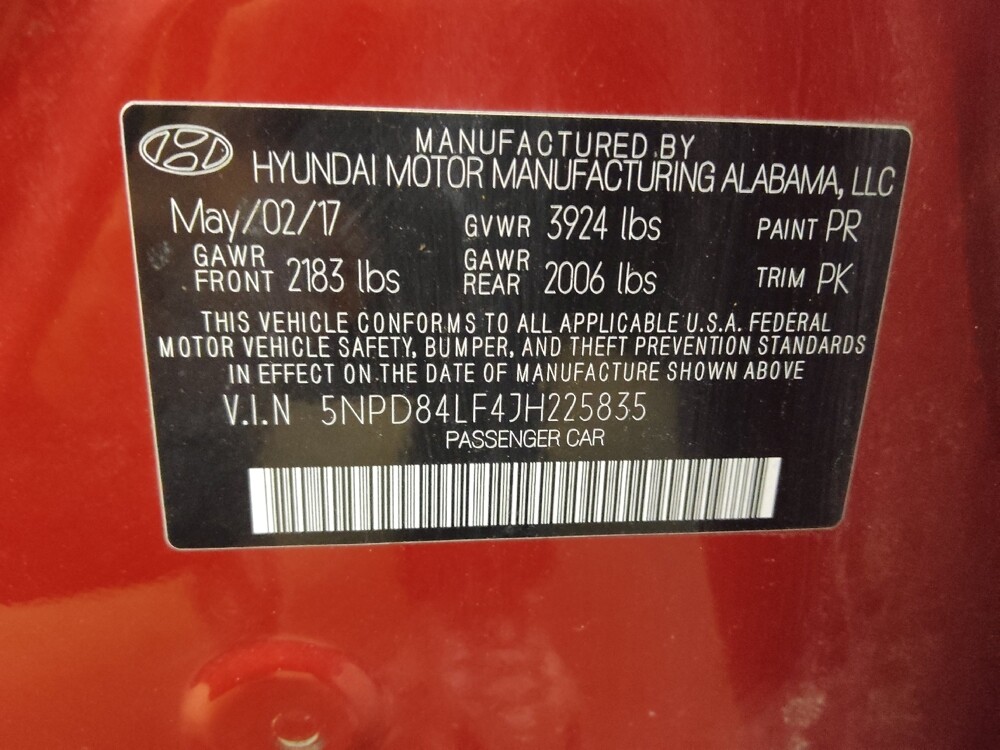 MANUFACTURED BY
HYUNDAI MOTOR MANUFACTURING ALABAMA, LLC
May/02/17 GVWR 3924 lbs PAINT PR
GAWR FRONT 2183 lbs GAWR REAR 2006 lbs TRIM PK
THIS VEHICLE CONFORMS TO ALL APPLICABLE U.S.A. FEDERAL
MOTOR VEHICLE SAFETY, BUMPER, AND THEFT PREVENTION STANDARDS
IN EFFECT ON THE DATE OF MANUFACTURE SHOWN ABOVE
V.I.N 5NPD84LF4JH225835
PASSENGER CAR